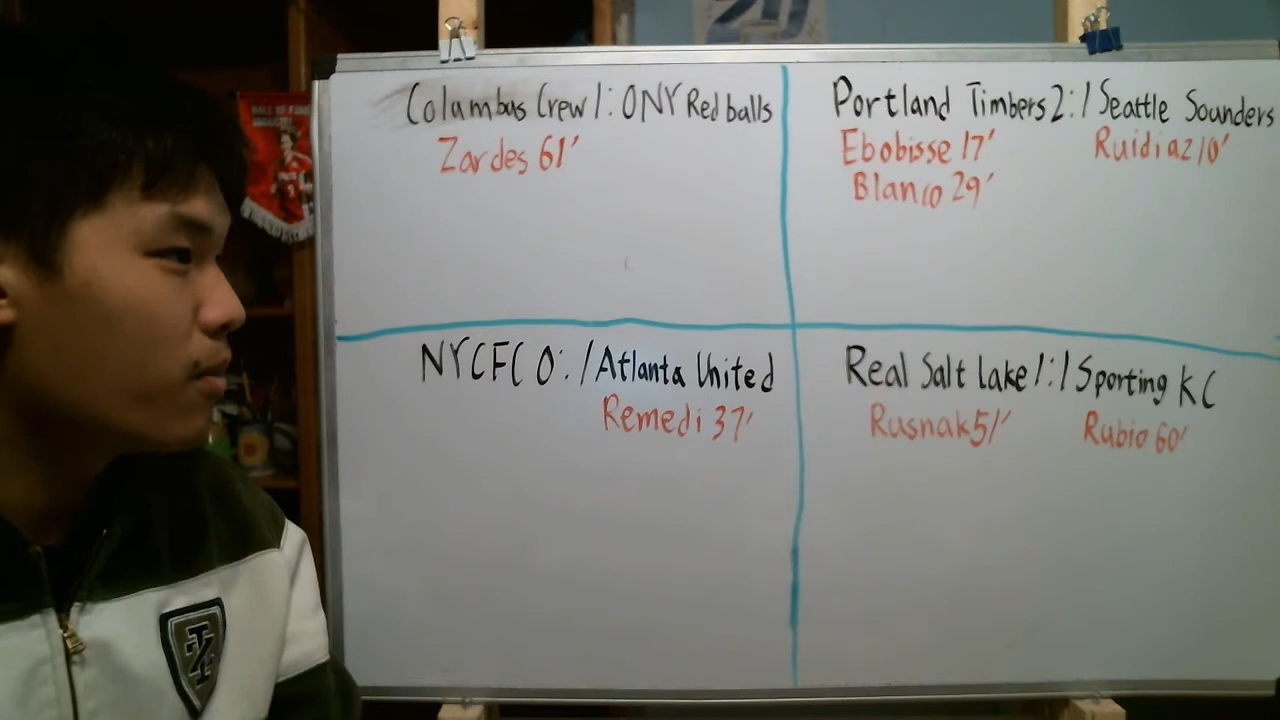 Columbus Crew 1:0 NY Red balls
Zardes 61'
Portland Timbers 2:1 Seattle Sounders
Ebobisse 17' Ruidiaz 10'
Blanco 29'
NYCFC 0:1 Atlanta United
Remedi 37'
Real Salt Lake 1:1 Sporting KC
Rusnak 51' Rubio 60'